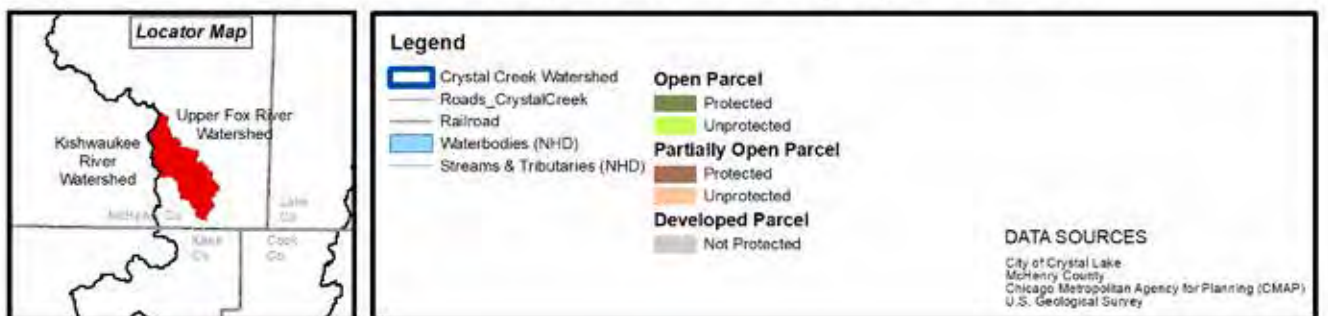 Locator Map
Upper Fox River
Watershed
Kishwaukee
River
Watershed
McHenry Co
Lake
Co
Kane
Co
Cook
Co
Legend
Crystal Creek Watershed
Roads_CrystalCreek
Railroad
Waterbodies (NHD)
Streams & Tributaries (NHD)
Open Parcel
Protected
Unprotected
Partially Open Parcel
Protected
Unprotected
Developed Parcel
Not Protected
DATA SOURCES
City of Crystal Lake
McHenry County
Chicago Metropolitan Agency for Planning (CMAP)
U.S. Geological Survey